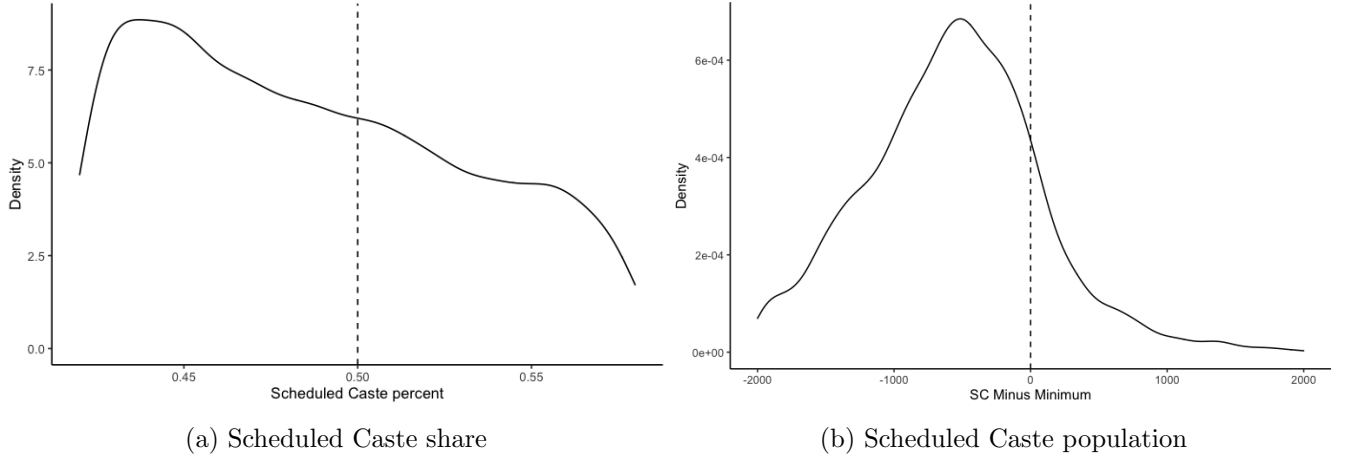 7.5
5.0
2.5
0.0
Density
0.45
0.50
0.55
Scheduled Caste percent
(a) Scheduled Caste share
6e-04
4e-04
2e-04
0e+00
Density
-2000
-1000
0
1000
2000
SC Minus Minimum
(b) Scheduled Caste population